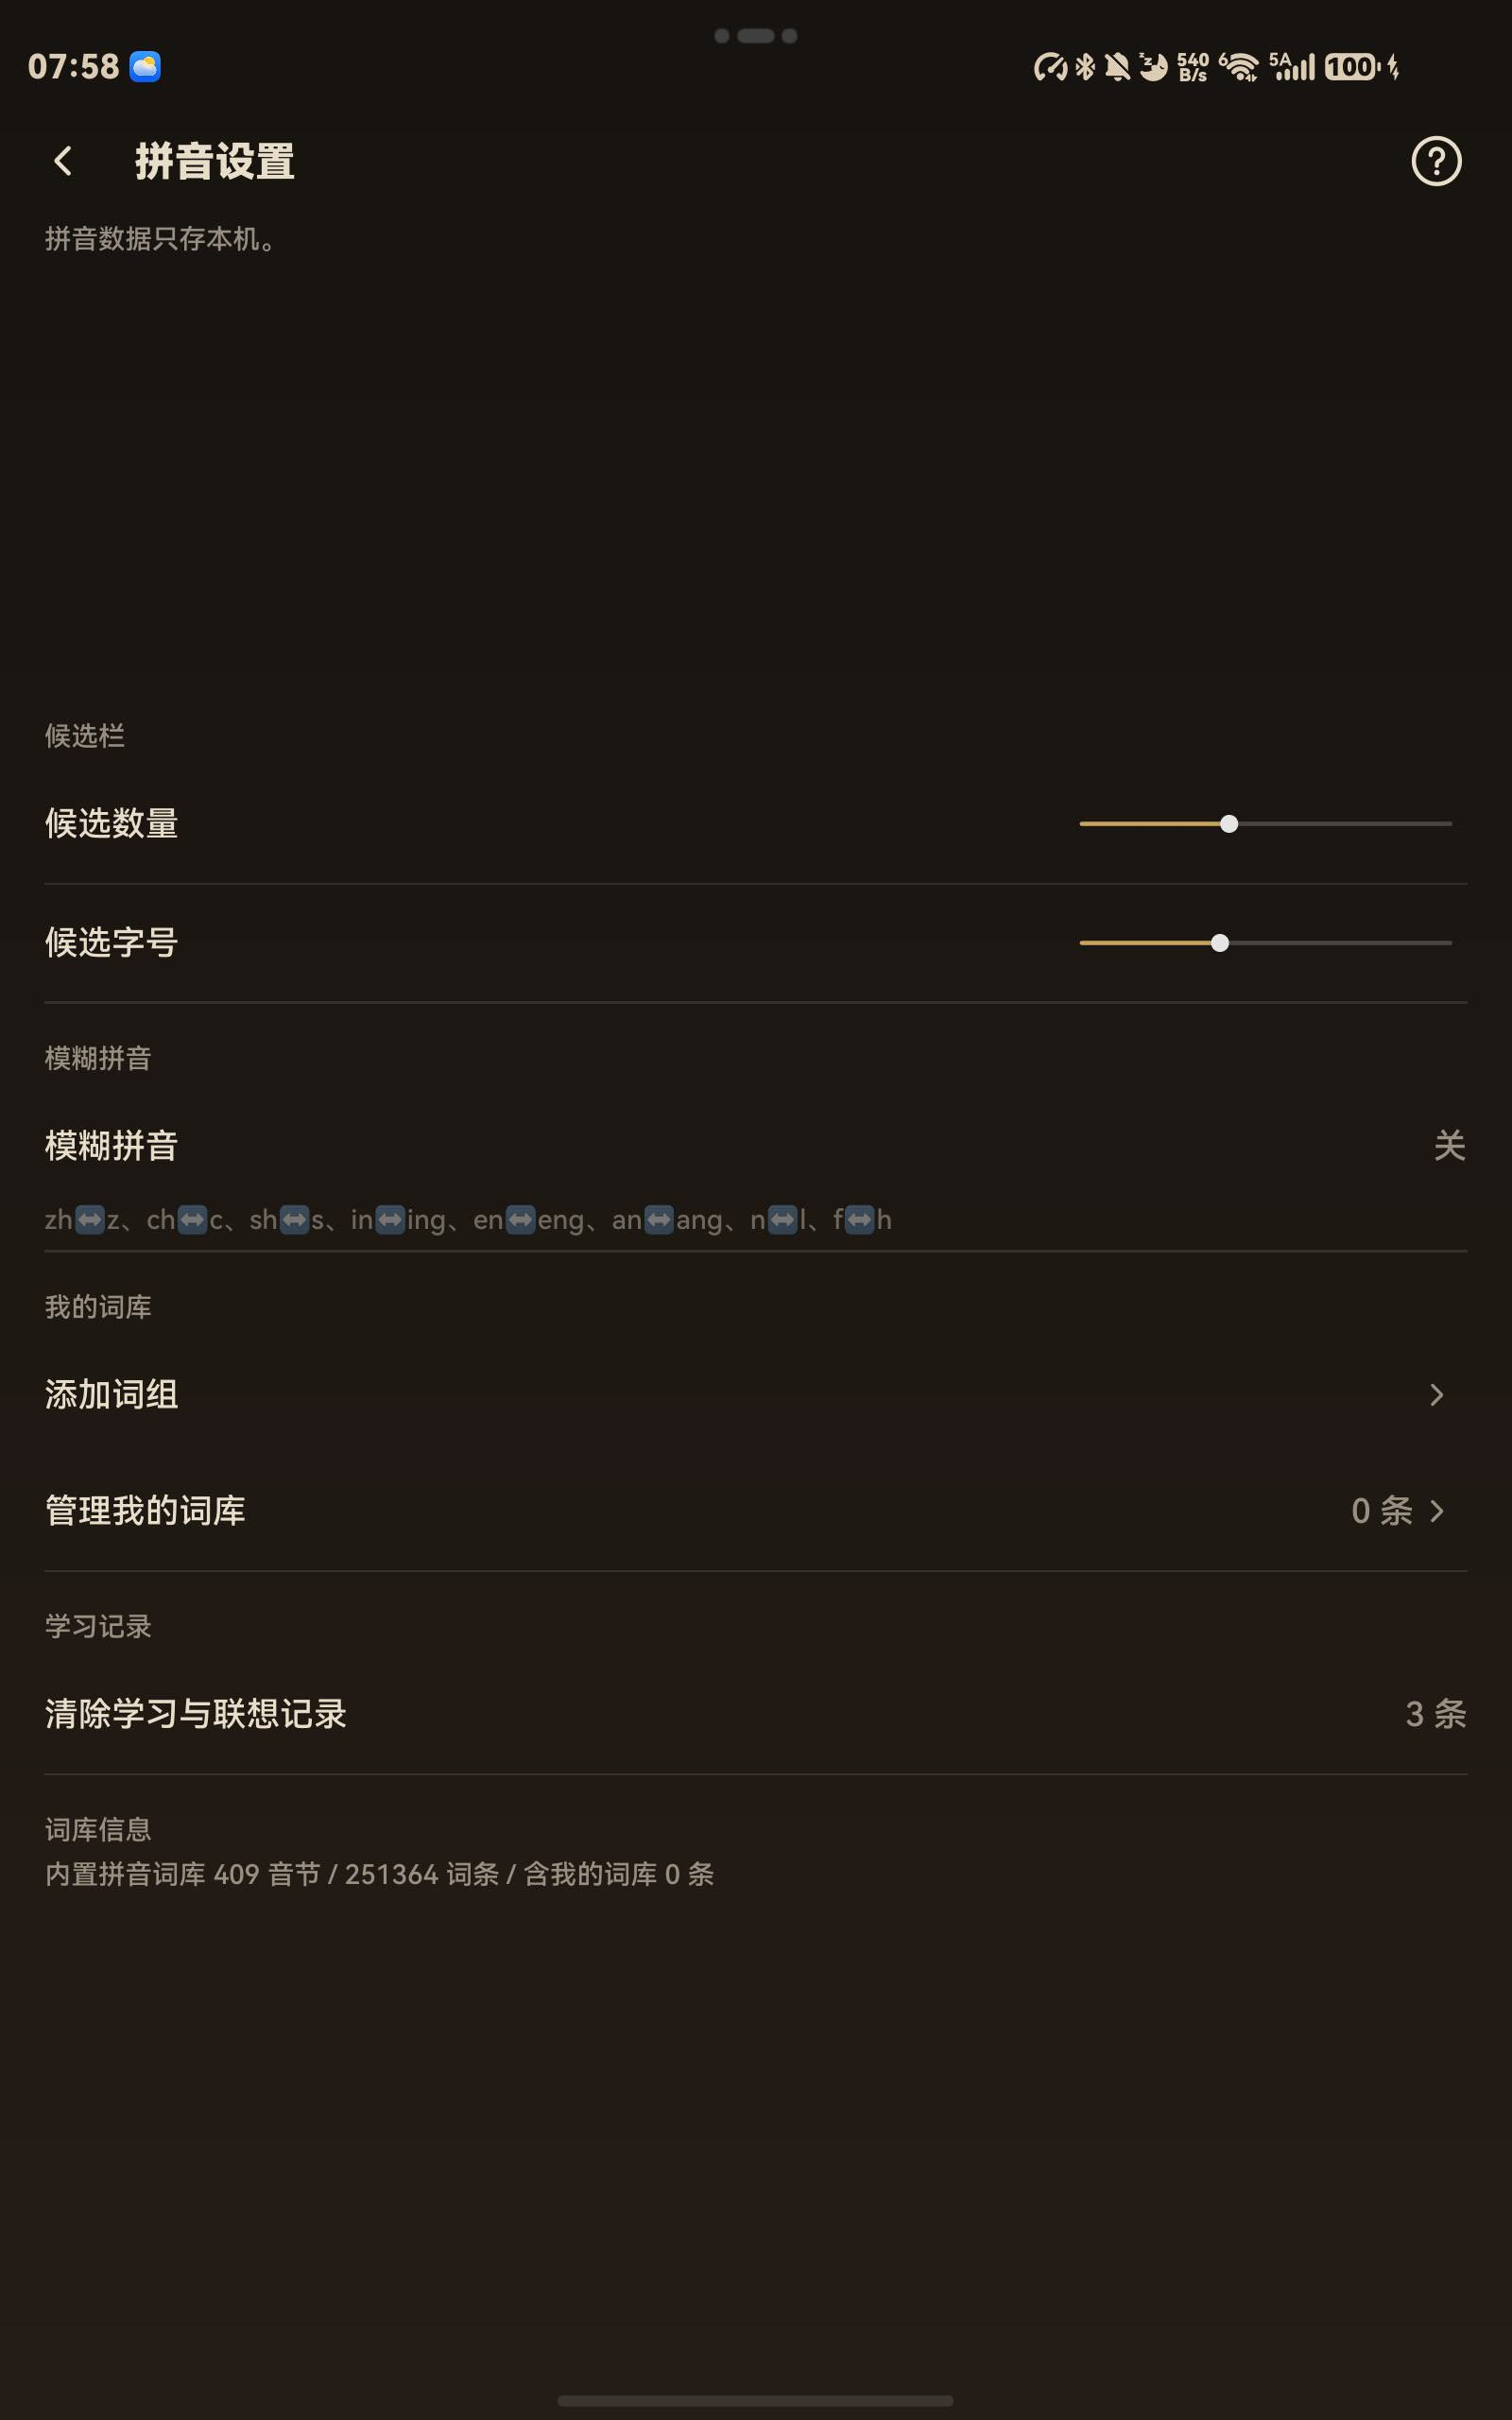 07:58 540 B/s 6 5A 100
拼音设置
拼音数据只存本机。
候选栏
候选数量
候选字号
模糊拼音
模糊拼音 关
zh↔️z、ch↔️c、sh↔️s、in↔️ing、en↔️eng、an↔️ang、n↔️l、f↔️h
我的词库
添加词组
管理我的词库 0 条
学习记录
清除学习与联想记录 3 条
词库信息
内置拼音词库 409 音节 / 251364 词条 / 含我的词库 0 条